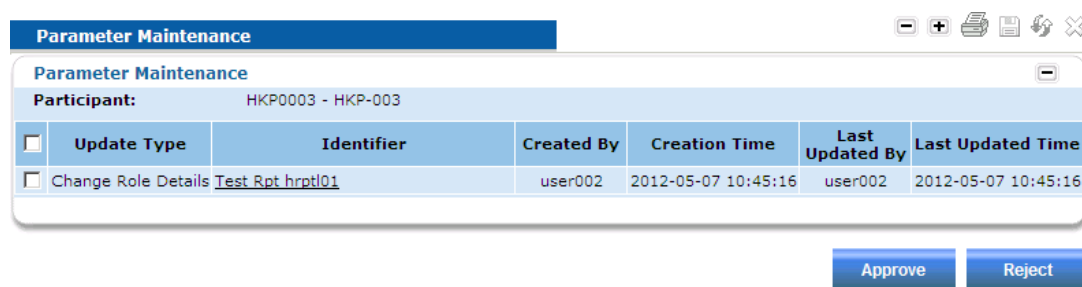 Parameter Maintenance
Parameter Maintenance
Participant: HKP0003 - HKP-003
Update Type Identifier Created By Creation Time Last Updated By Last Updated Time
Change Role Details Test Rpt hrptl01 user002 2012-05-07 10:45:16 user002 2012-05-07 10:45:16
Approve Reject